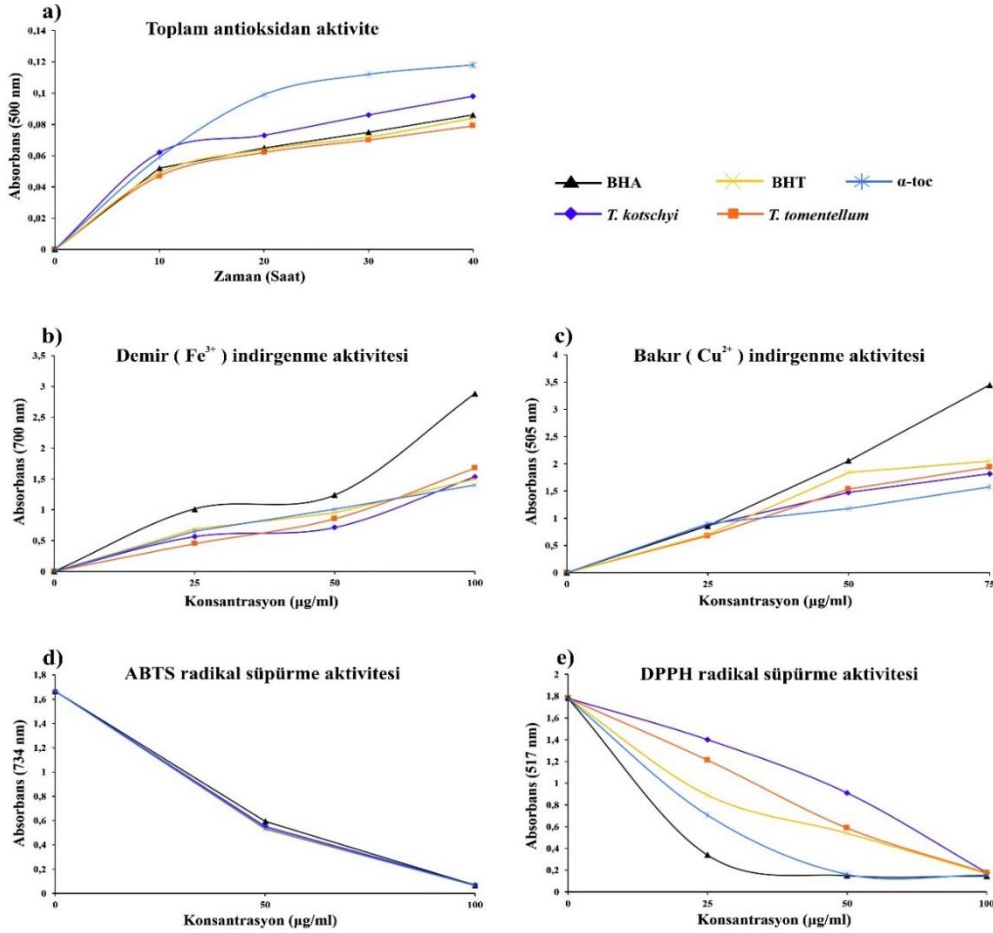 a)
Toplam antioksidan aktivite
Absorbans (500 nm)
0,14
0,12
0,1
0,08
0,06
0,04
0,02
0
0 10 20 30 40
Zaman (Saat)
BHA BHT α-toc
T. kotschyi T. tomentellum
b)
Demir ( Fe³⁺ ) indirgenme aktivitesi
Absorbans (700 nm)
3,5
3
2,5
2
1,5
1
0,5
0
0 25 50 100
Konsantrasyon (µg/ml)
c)
Bakır ( Cu²⁺ ) indirgenme aktivitesi
Absorbans (505 nm)
4
3,5
3
2,5
2
1,5
1
0,5
0
0 25 50 75
Konsantrasyon (µg/ml)
d)
ABTS radikal süpürme aktivitesi
Absorbans (734 nm)
1,8
1,6
1,4
1,2
1
0,8
0,6
0,4
0,2
0
0 50 100
Konsantrasyon (µg/ml)
e)
DPPH radikal süpürme aktivitesi
Absorbans (517 nm)
2
1,8
1,6
1,4
1,2
1
0,8
0,6
0,4
0,2
0
0 25 50 100
Konsantrasyon (µg/ml)